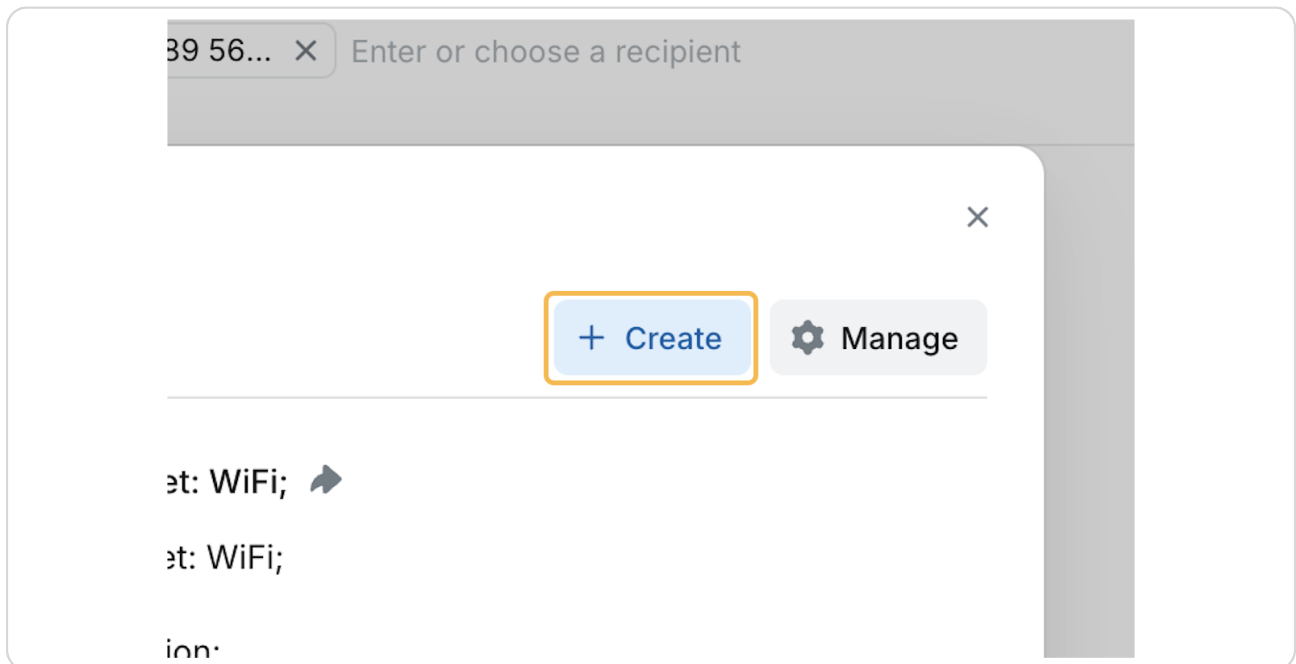 89 56... Enter or choose a recipient
Create Manage
et: WiFi;
et: WiFi;
ion: